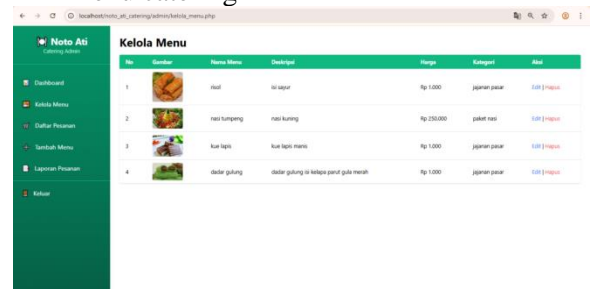 localhost/noto_ati_catering/admin/kelola_menu.php
Noto Ati
Catering Admin
Dashboard
Kelola Menu
Daftar Pesanan
Tambah Menu
Laporan Pesanan
Keluar
Kelola Menu
No Gambar Nama Menu Deskripsi Harga Kategori Aksi
1 risol isi sayur Rp 1.000 jajanan pasar Edit | Hapus
2 nasi tumpeng nasi kuning Rp 250.000 paket nasi Edit | Hapus
3 kue lapis kue lapis manis Rp 1.000 jajanan pasar Edit | Hapus
4 dadar gulung dadar gulung isi kelapa parut gula merah Rp 1.000 jajanan pasar Edit | Hapus